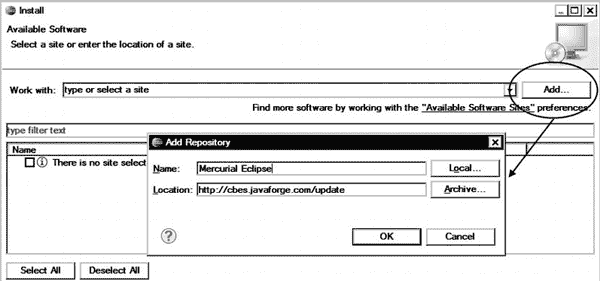 Install
Available Software
Select a site or enter the location of a site.
Work with: type or select a site Add...
Find more software by working with the "Available Software Sites" preferences.
type filter text
Name
There is no site select
Add Repository
Name: Mercurial Eclipse Local...
Location: http://cbes.javaforge.com/update Archive...
OK Cancel
Select All Deselect All